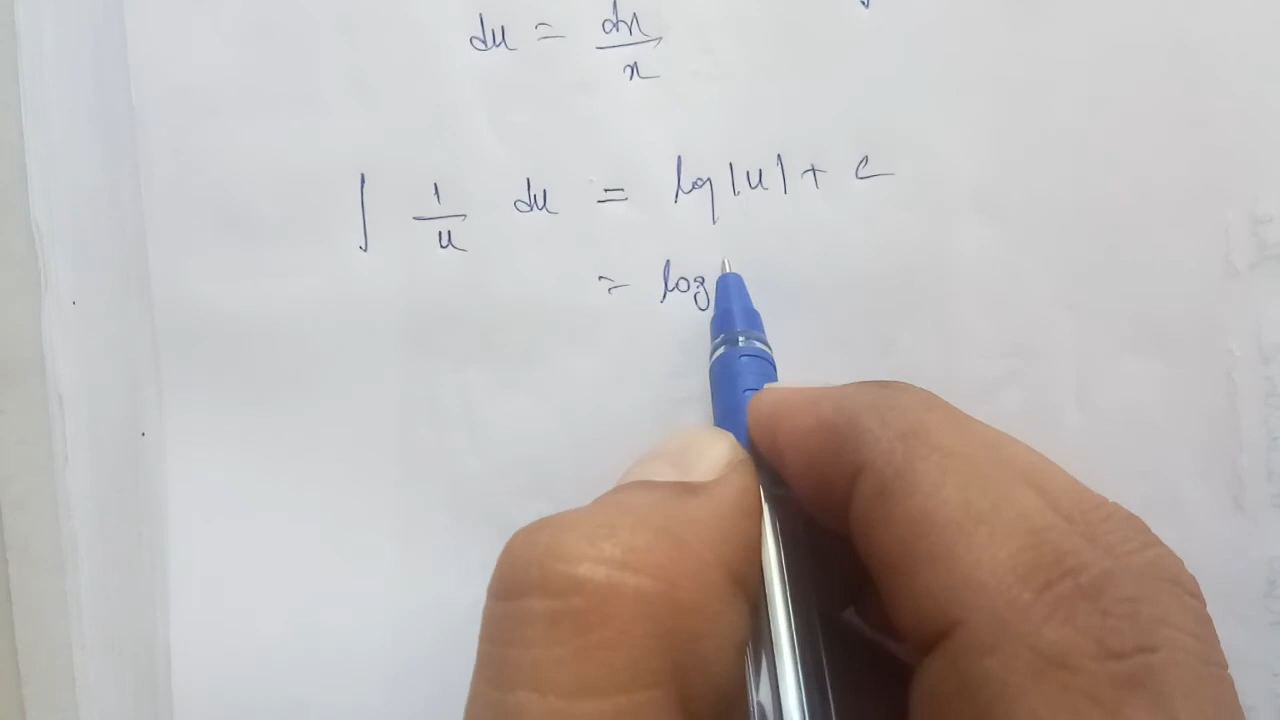 du = dx/x
∫ 1/u du = log|u| + c
= log